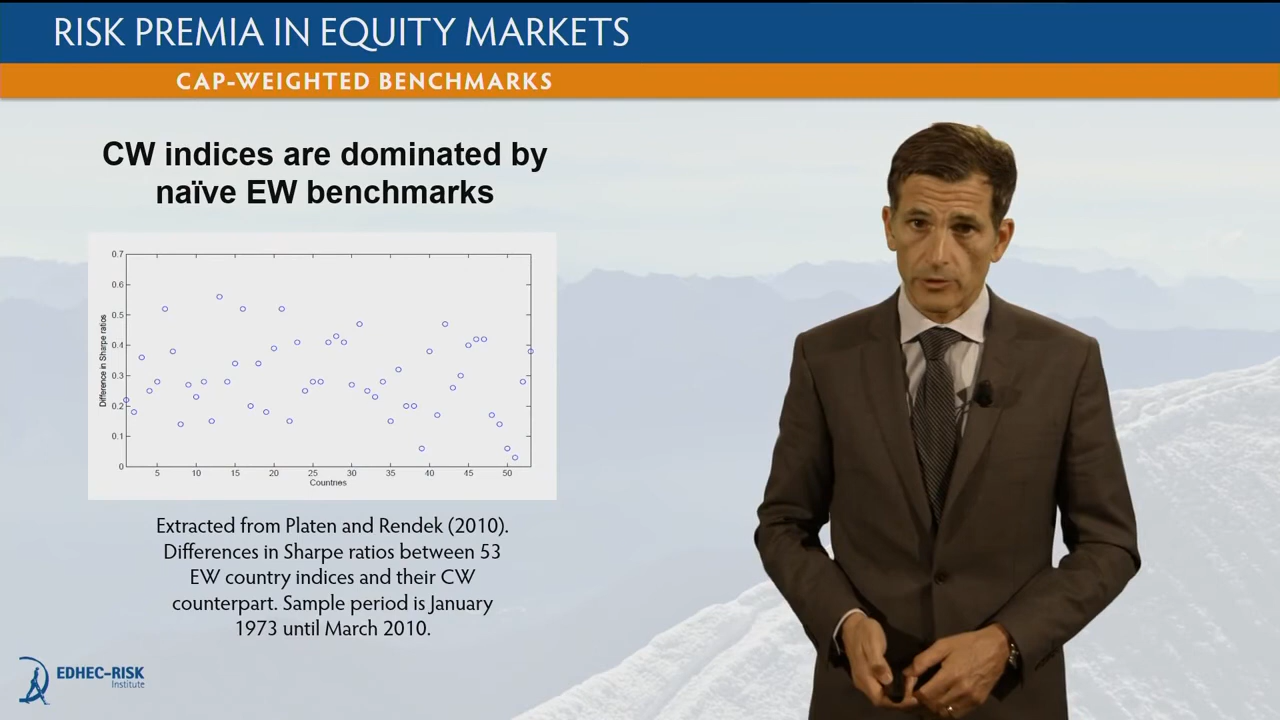 RISK PREMIA IN EQUITY MARKETS
CAP-WEIGHTED BENCHMARKS
CW indices are dominated by
naïve EW benchmarks
Difference in Sharpe ratios
0.7
0.6
0.5
0.4
0.3
0.2
0.1
0
5 10 15 20 25 30 35 40 45 50
Countries
Extracted from Platen and Rendek (2010).
Differences in Sharpe ratios between 53
EW country indices and their CW
counterpart. Sample period is January
1973 until March 2010.
EDHEC-RISK
Institute